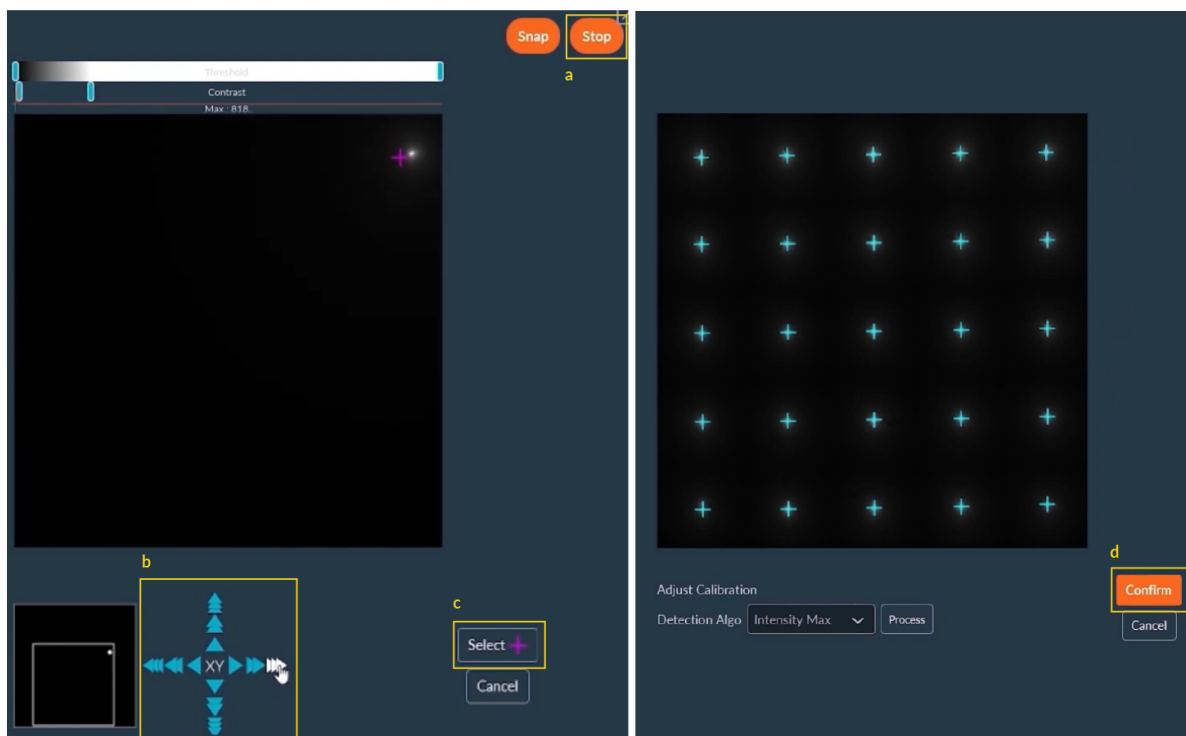 Snap
Stop
a
Threshold
Contrast
Max : 818..
b
XY
c
Select
Cancel
d
Adjust Calibration
Detection Algo
Intensity Max
Process
Confirm
Cancel